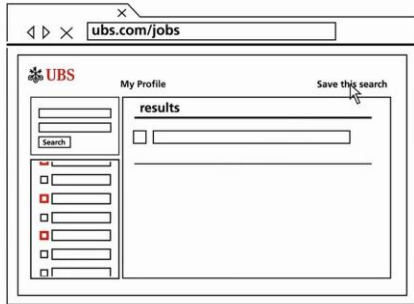 ubs.com/jobs
UBS
My Profile
Save this search
results
Search